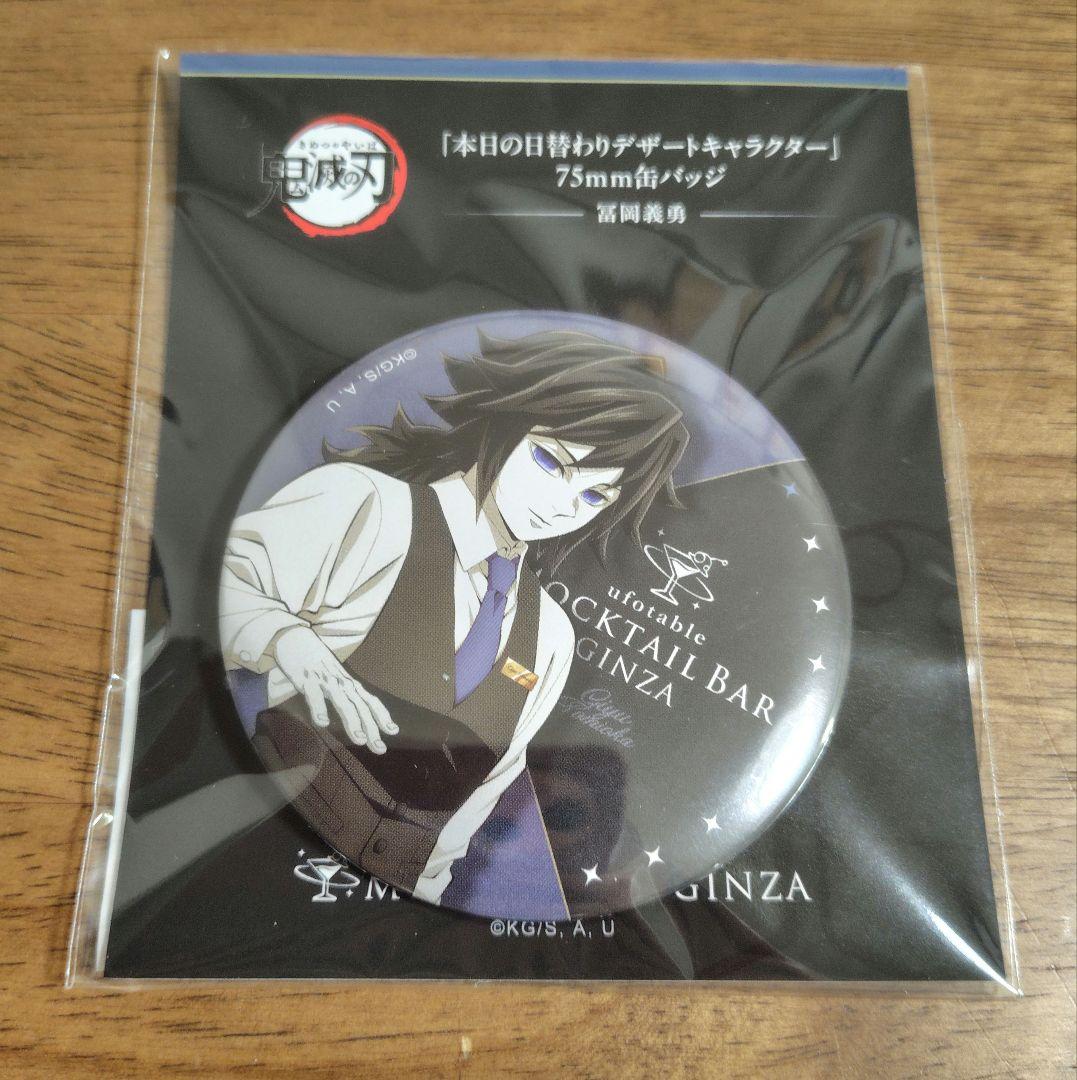 きめつのやいば
鬼滅の刃
「本日の日替わりデザートキャラクター」
75mm缶バッジ
冨岡義勇
©KG/S, A, U
ufotable
OCKTAIL BAR
GINZA
Giyu
Tomioka
M GINZA
©KG/S, A, U